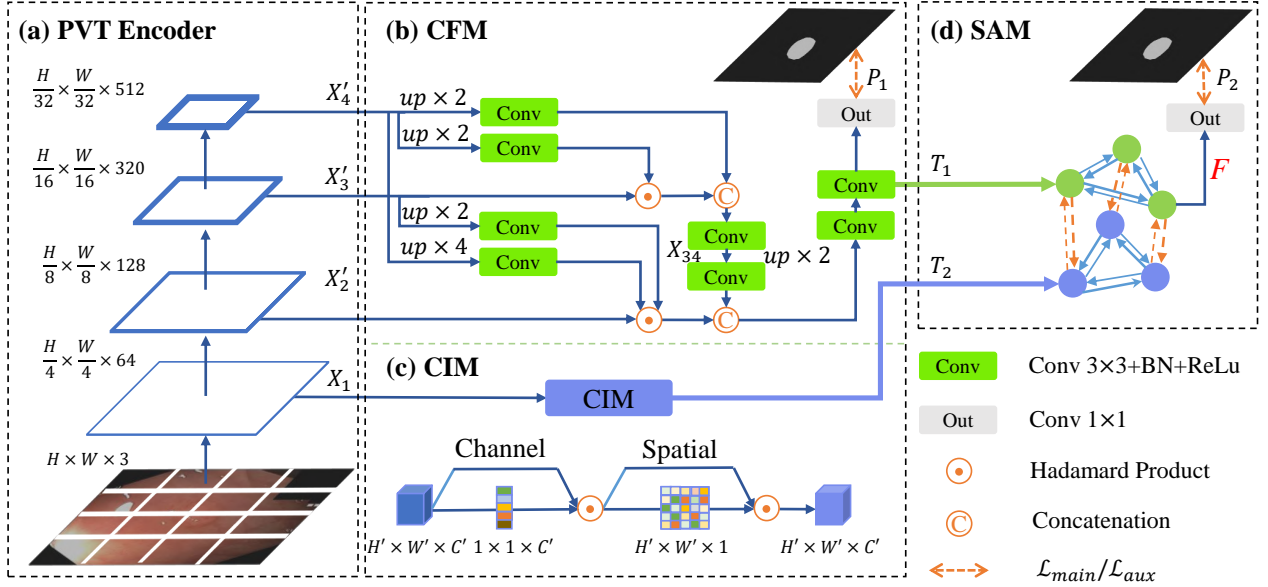 (a) PVT Encoder
H/32 × W/32 × 512
H/16 × W/16 × 320
H/8 × W/8 × 128
H/4 × W/4 × 64
H × W × 3
X′4
X′3
X′2
X1
(b) CFM
up × 2
Conv
up × 2
Conv
up × 2
Conv
up × 4
Conv
C
Conv
X34
Conv
up × 2
C
P1
Out
Conv
Conv
(c) CIM
CIM
Channel
Spatial
H′ × W′ × C′
1 × 1 × C′
H′ × W′ × 1
H′ × W′ × C′
(d) SAM
P2
Out
F
T1
T2
Conv
Conv 3×3+BN+ReLu
Out
Conv 1×1
Hadamard Product
C
Concatenation
ℒmain/ℒaux